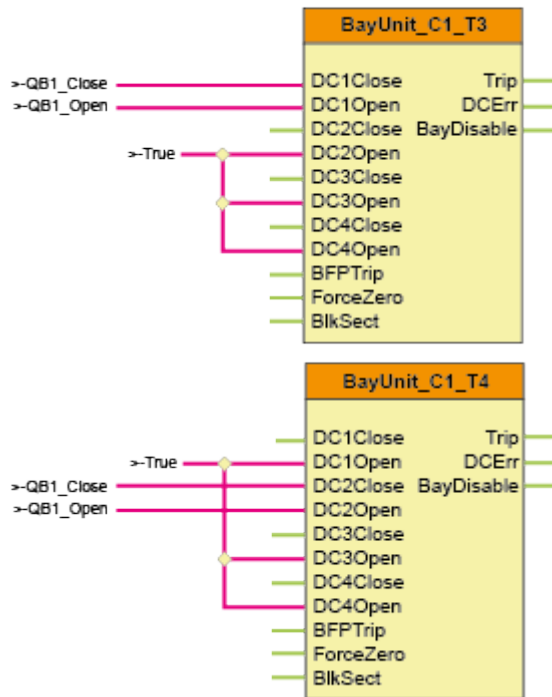 BayUnit_C1_T3
>-QB1_Close DC1Close Trip
>-QB1_Open DC1Open DCErr
DC2Close BayDisable
>-True DC2Open
DC3Close
DC3Open
DC4Close
DC4Open
BFPTrip
ForceZero
BlkSect
BayUnit_C1_T4
DC1Close Trip
>-True DC1Open DCErr
>-QB1_Close DC2Close BayDisable
>-QB1_Open DC2Open
DC3Close
DC3Open
DC4Close
DC4Open
BFPTrip
ForceZero
BlkSect